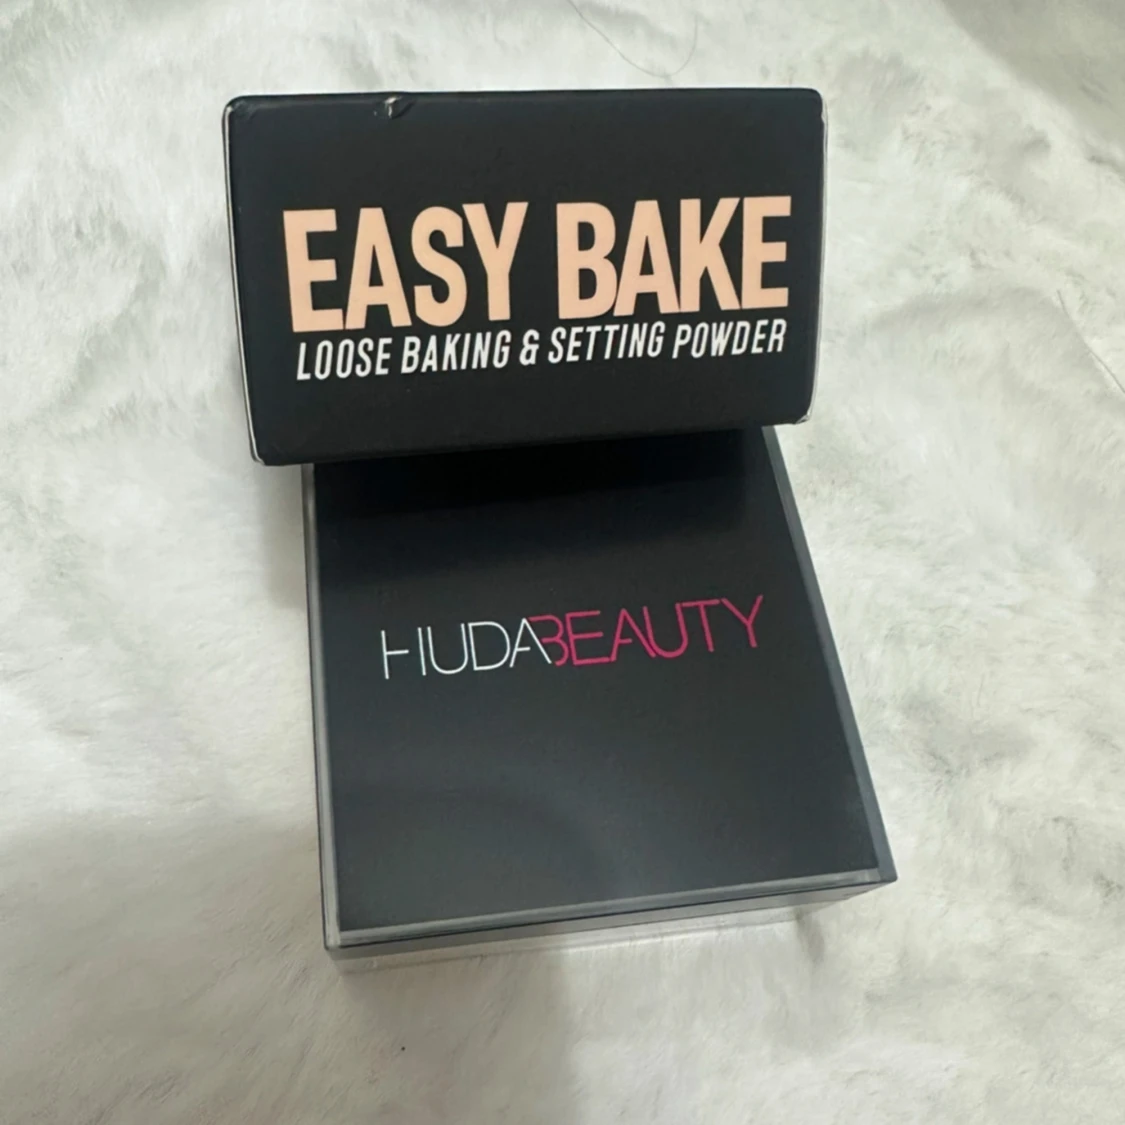 EASY BAKE
LOOSE BAKING & SETTING POWDER
HUDABEAUTY